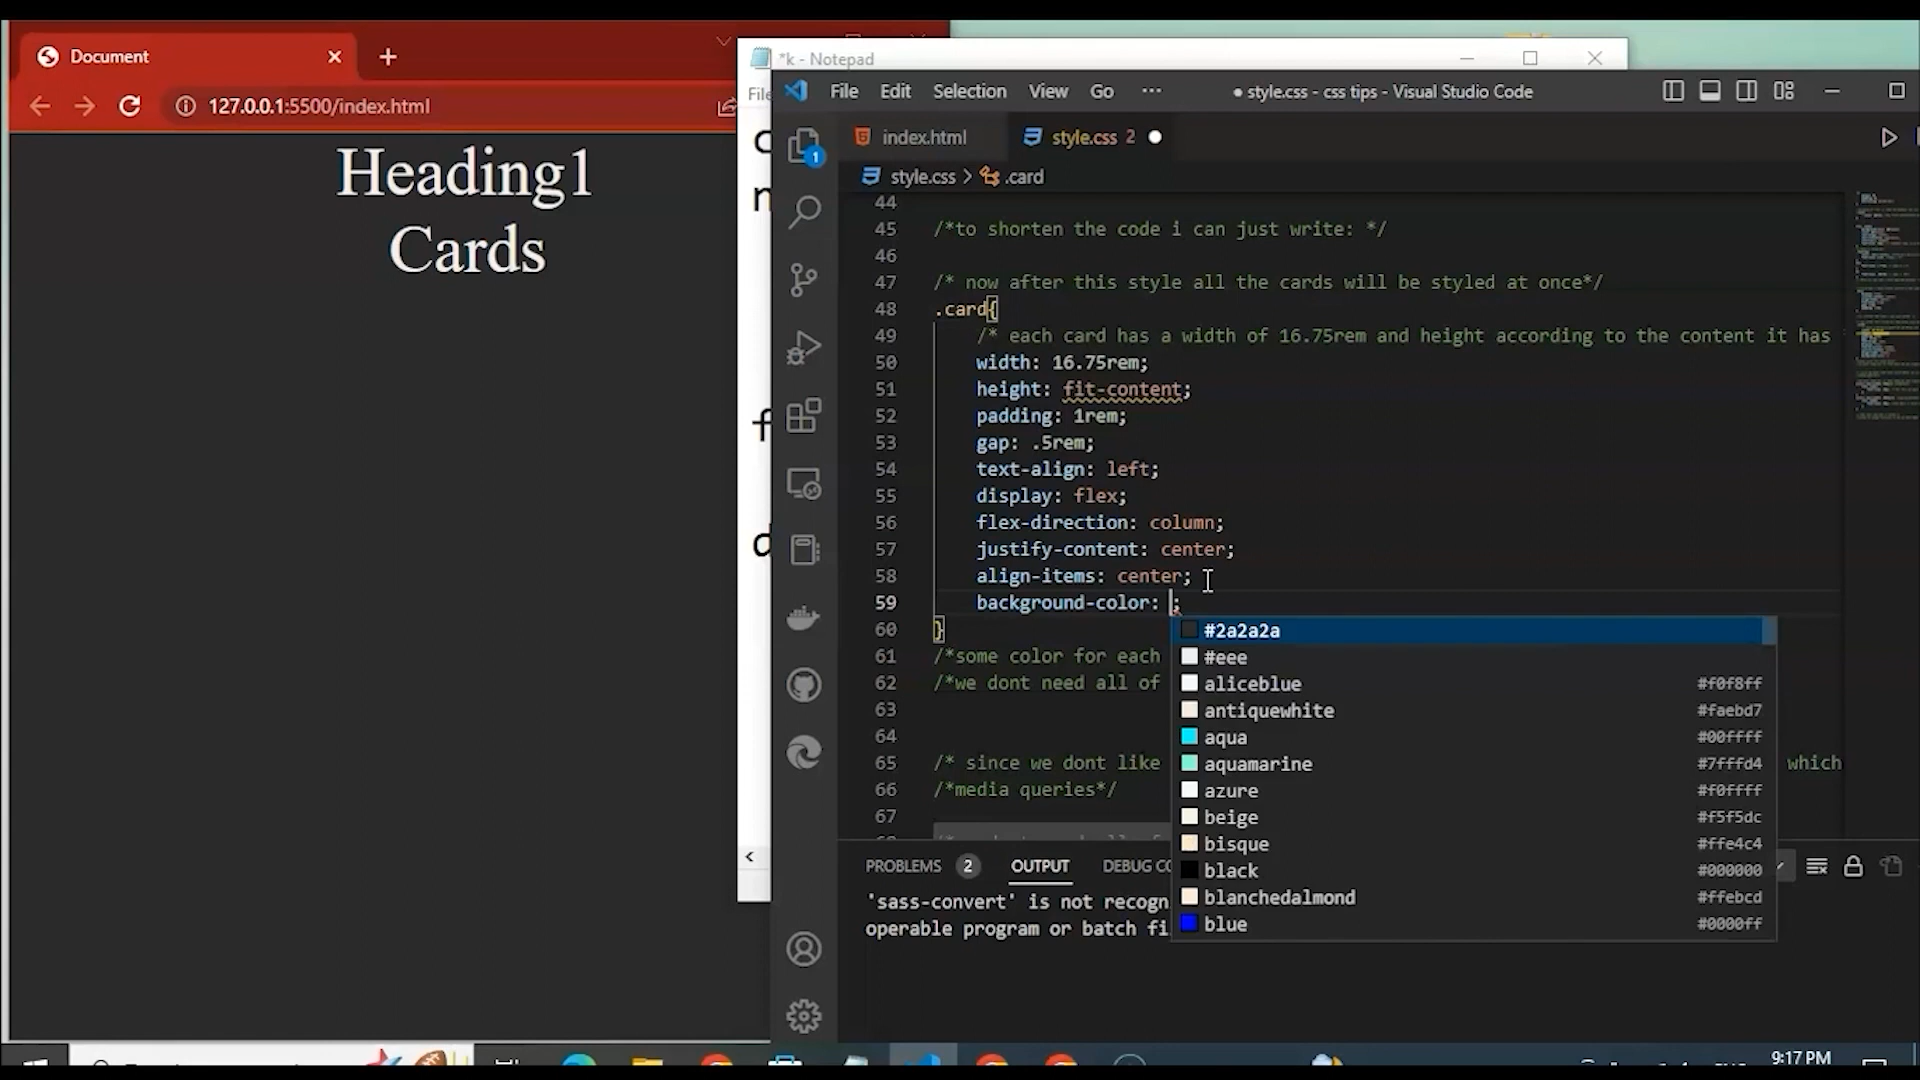 Document
127.0.0.1:5500/index.html
Heading1
Cards
*k - Notepad
File
File Edit Selection View Go ···
● style.css - css tips - Visual Studio Code
1
index.html
style.css 2
style.css > .card
44
45 /*to shorten the code i can just write: */
46
47 /* now after this style all the cards will be styled at once*/
48 .card{
49 /* each card has a width of 16.75rem and height according to the content it has
50 width: 16.75rem;
51 height: fit-content;
52 padding: 1rem;
53 gap: .5rem;
54 text-align: left;
55 display: flex;
56 flex-direction: column;
57 justify-content: center;
58 align-items: center;
59 background-color: ;
60 }
61 /*some color for each
62 /*we dont need all of
63
64
65 /* since we dont like which
66 /*media queries*/
67
#2a2a2a
#eee
aliceblue #f0f8ff
antiquewhite #faebd7
aqua #00ffff
aquamarine #7fffd4
azure #f0ffff
beige #f5f5dc
bisque #ffe4c4
black #000000
blanchedalmond #ffebcd
blue #0000ff
PROBLEMS 2 OUTPUT DEBUG CO
'sass-convert' is not recogn
operable program or batch fi
9:17 PM